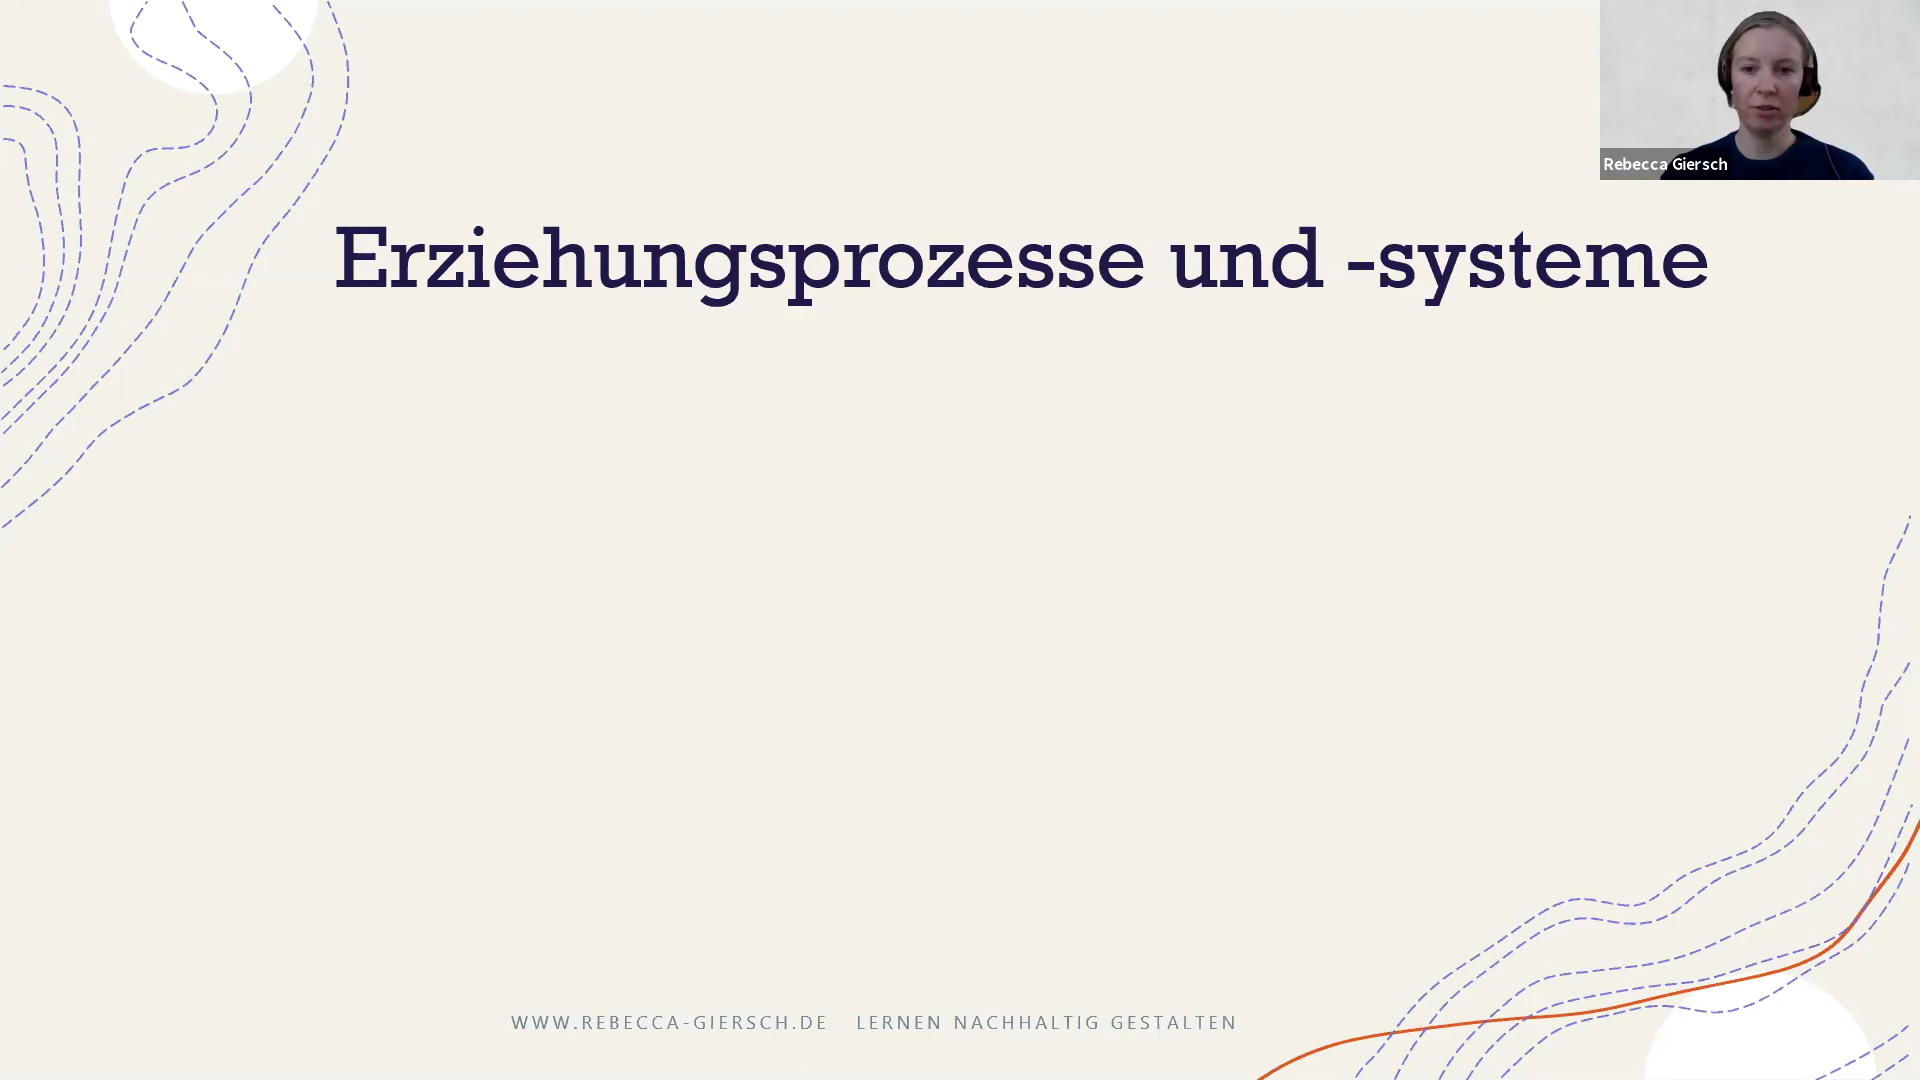 Rebecca Giersch
Erziehungsprozesse und -systeme
WWW.REBECCA-GIERSCH.DE LERNEN NACHHALTIG GESTALTEN